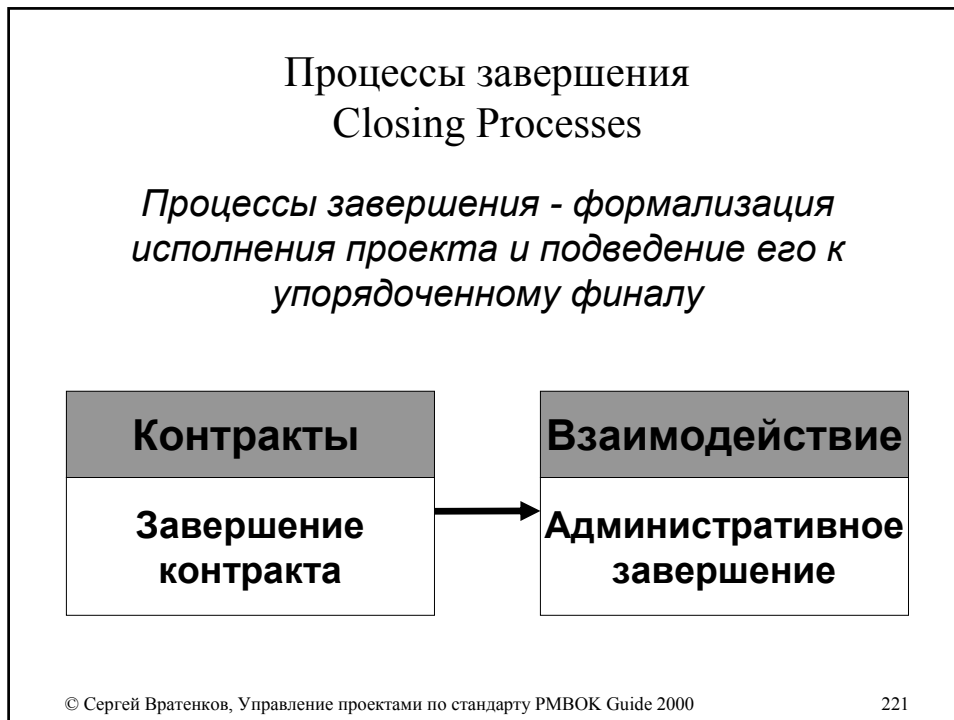 Процессы завершения
Closing Processes
Процессы завершения - формализация
исполнения проекта и подведение его к
упорядоченному финалу
Контракты
Завершение
контракта
Взаимодействие
Административное
завершение
© Сергей Вратенков, Управление проектами по стандарту PMBOK Guide 2000
221